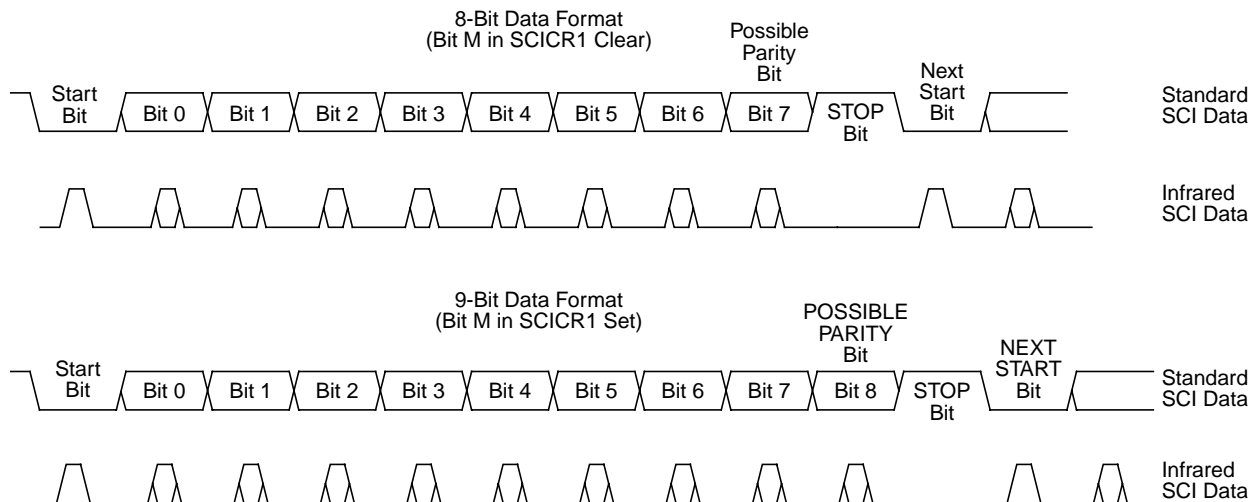 8-Bit Data Format
(Bit M in SCICR1 Clear)
Possible
Parity
Bit
Start
Bit
Bit 0
Bit 1
Bit 2
Bit 3
Bit 4
Bit 5
Bit 6
Bit 7
STOP
Bit
Next
Start
Bit
Standard
SCI Data
Infrared
SCI Data
9-Bit Data Format
(Bit M in SCICR1 Set)
POSSIBLE
PARITY
Bit
Start
Bit
Bit 0
Bit 1
Bit 2
Bit 3
Bit 4
Bit 5
Bit 6
Bit 7
Bit 8
STOP
Bit
NEXT
START
Bit
Standard
SCI Data
Infrared
SCI Data